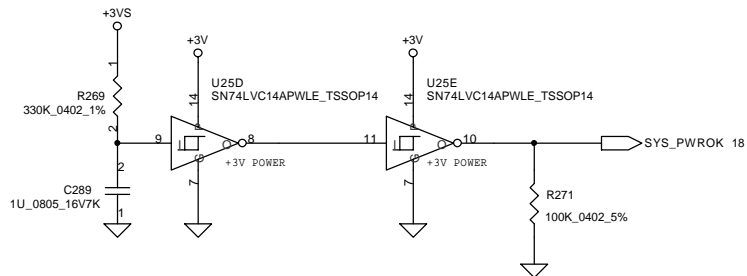 +3VS
+3V
+3V
1
R269
330K_0402_1%
2
U25D
SN74LVC14APWLE_TSSOP14
14
U25E
SN74LVC14APWLE_TSSOP14
14
9
I
O
8
11
I
O
10
SYS_PWROK 18
P
G
+3V POWER
P
G
+3V POWER
2
C289
1U_0805_16V7K
1
7
7
R271
100K_0402_5%